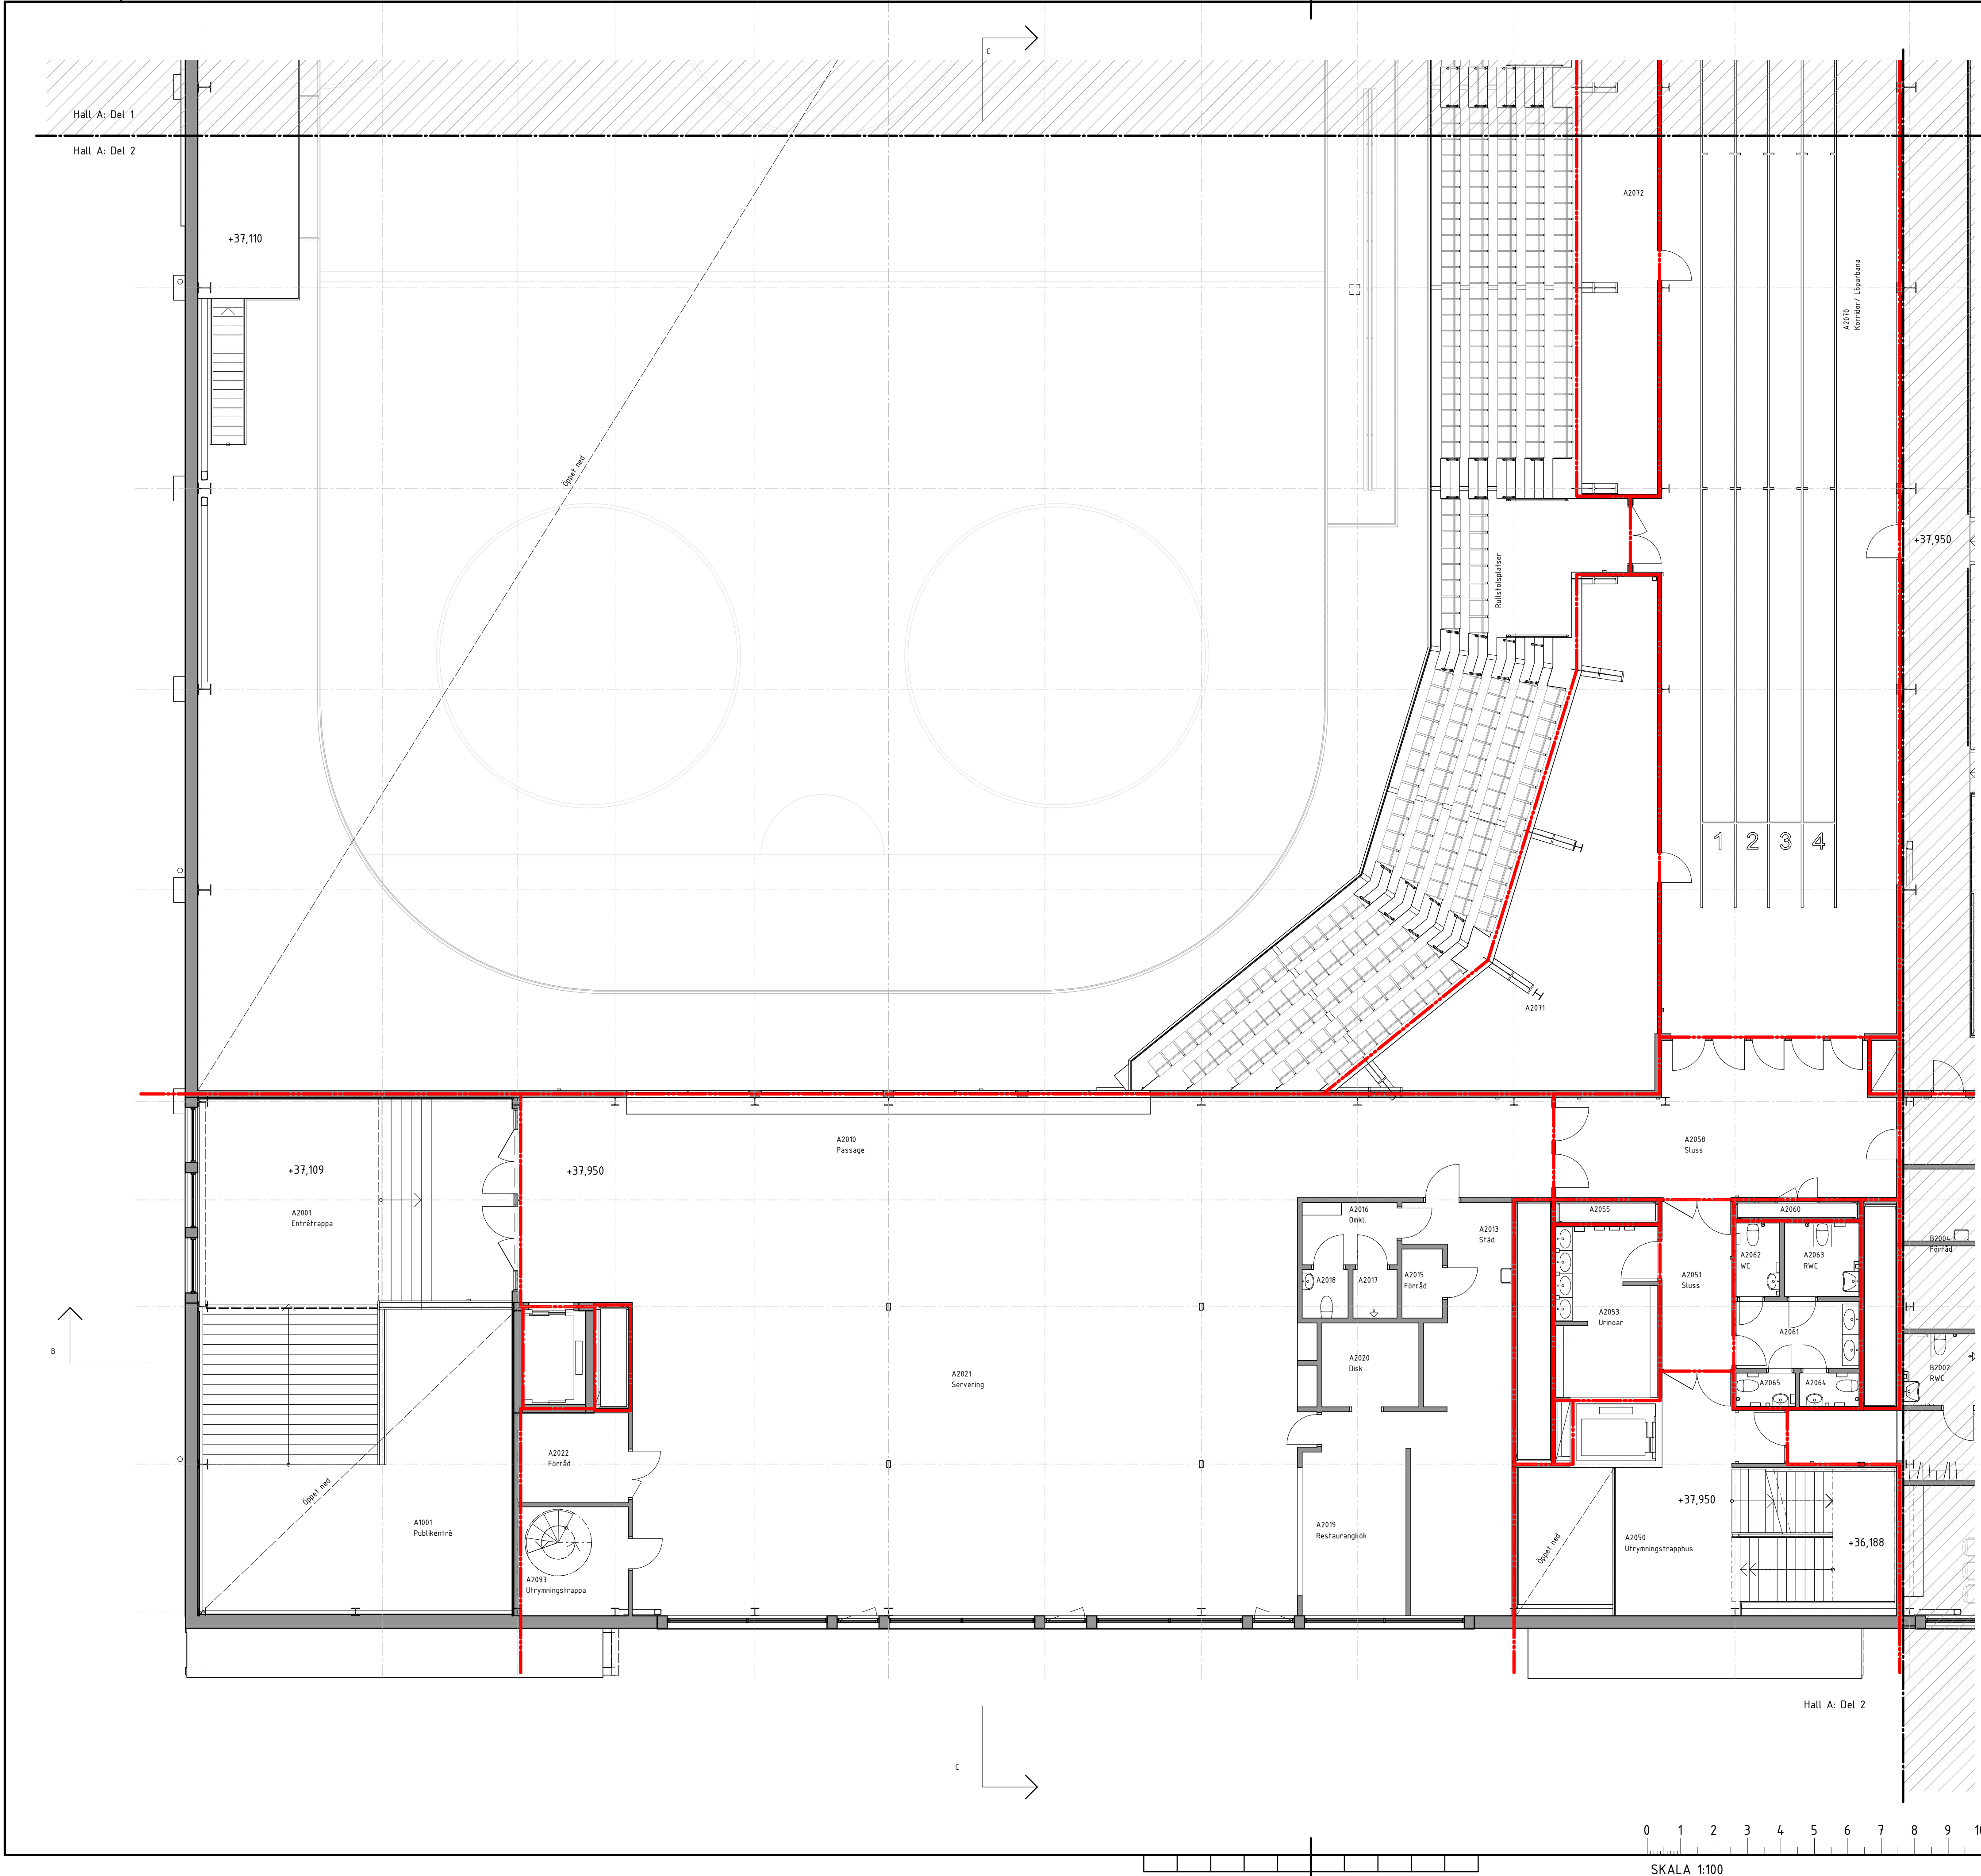 C
Hall A: Del 1
Hall A: Del 2
A2072
+37,110
A2070
Korridor/ Löparbana
Öppet ned
+37,950
Rullstolsplatser
1 2 3 4
A2071
A2010
Passage
A2058
Sluss
+37,109
+37,950
A2001
Entrétrappa
A2016
Omkl.
A2013
Städ
A2055
A2060
B2004
Förråd
A2062
WC
A2063
RWC
A2051
Sluss
A2018
A2017
A2015
Förråd
A2053
Urinoar
A2061
B
A2020
Disk
A2021
Servering
B2002
RWC
A2065
A2064
A2022
Förråd
Öppet ned
+37,950
A1001
Publikentré
A2019
Restaurangkök
A2050
Utrymningstrapphus
Öppet ned
+36,188
A2093
Utrymningstrappa
Hall A: Del 2
C
0 1 2 3 4 5 6 7 8 9 10
SKALA 1:100